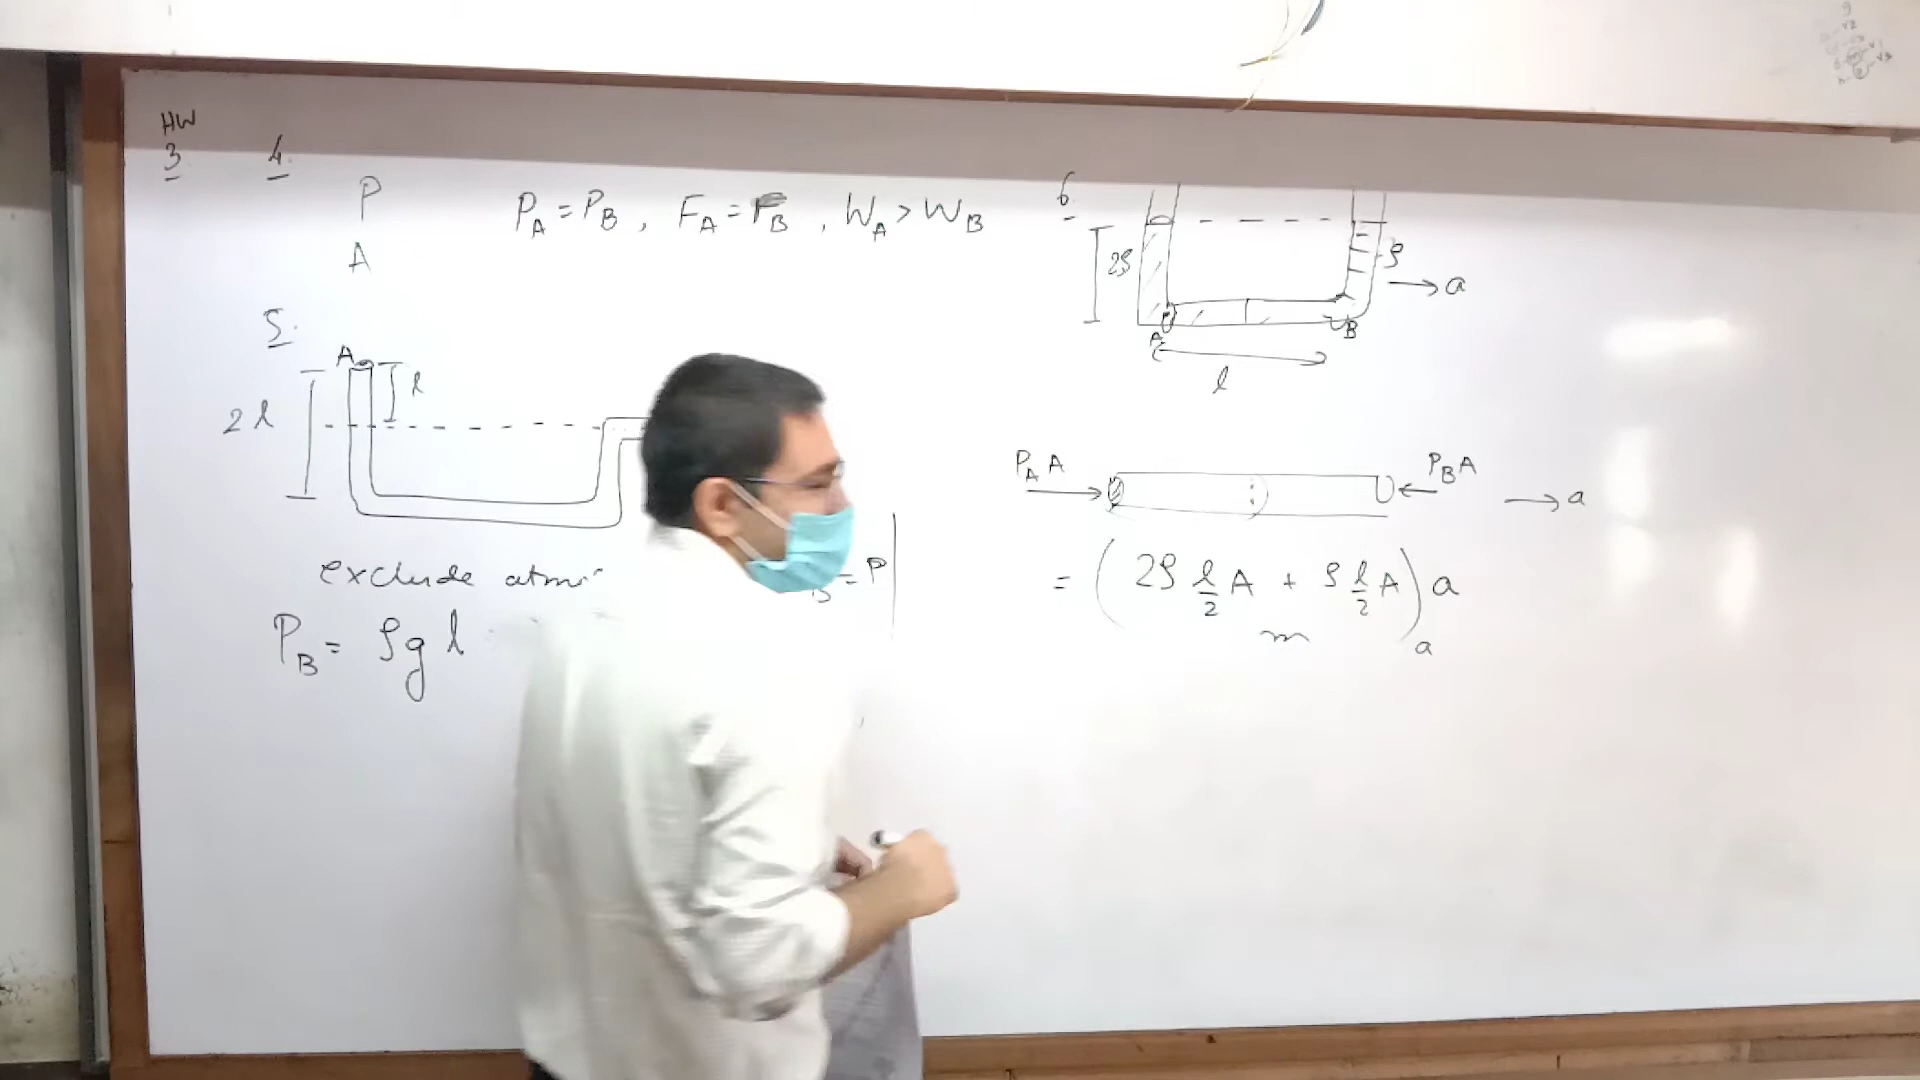 HW
3 4.
P
A
P_A = P_B , F_A = F_B , W_A > W_B
5.
A
l
2l
exclude atm
B = P
P_B = ρgl
6
2ρ
ρ
→ a
A
B
l
P_A A
P_B A
→ a
= (2ρ l/2 A + ρ l/2 A) a
m
a